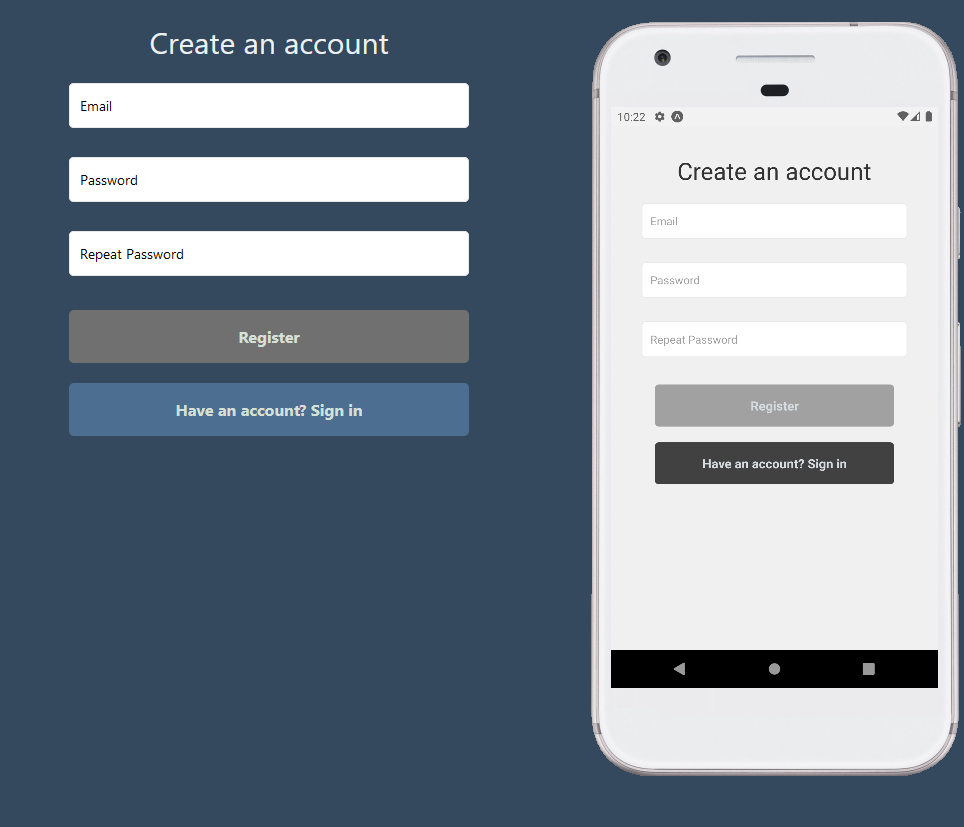 Create an account
Email
Password
Repeat Password
Register
Have an account? Sign in
10:22
Create an account
Email
Password
Repeat Password
Register
Have an account? Sign in